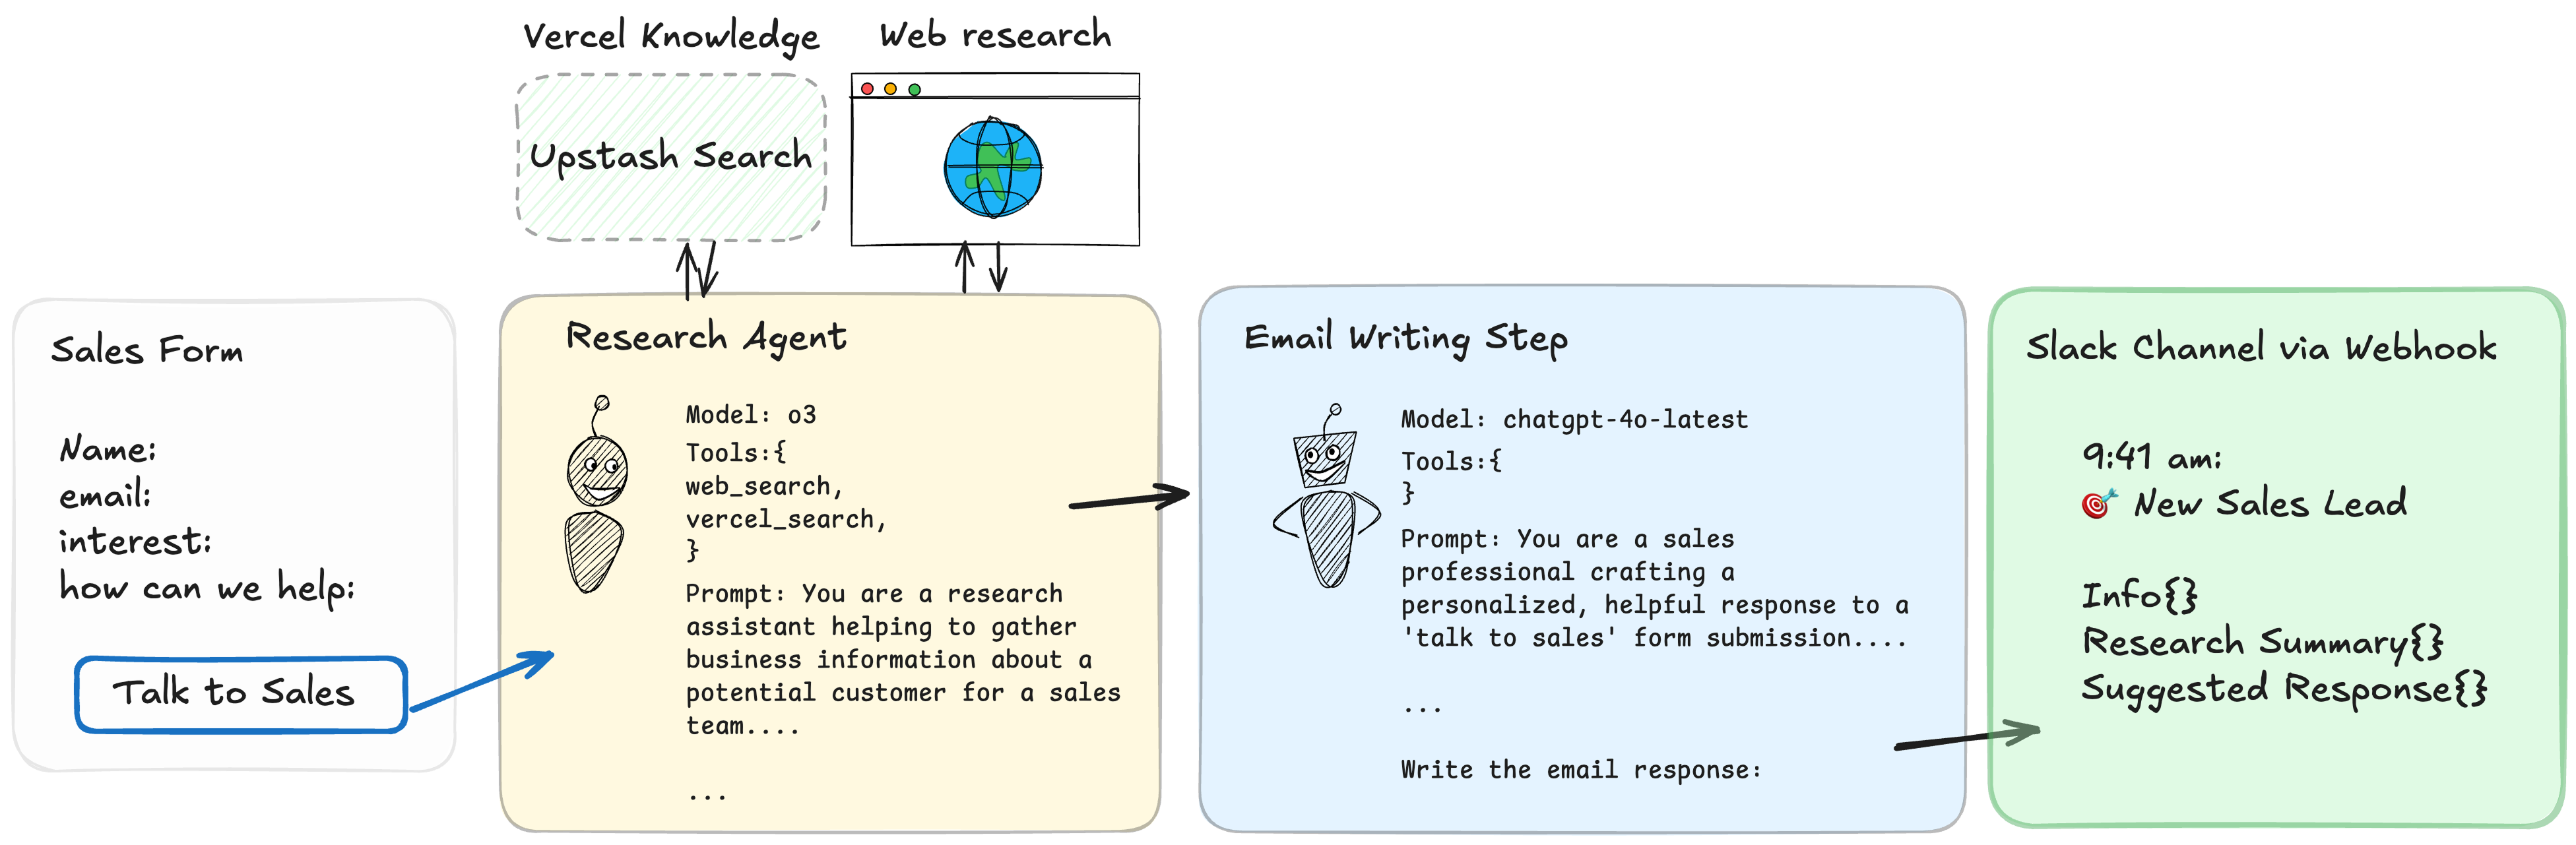 Vercel Knowledge
Upstash Search
Web research
Sales Form
Name:
email:
interest:
how can we help:
Talk to Sales
Research Agent
Model: o3
Tools:{
web_search,
vercel_search,
}
Prompt: You are a research
assistant helping to gather
business information about a
potential customer for a sales
team....
...
Email Writing Step
Model: chatgpt-4o-latest
Tools:{
}
Prompt: You are a sales
professional crafting a
personalized, helpful response to a
'talk to sales' form submission....
...
Write the email response:
Slack Channel via Webhook
9:41 am:
🎯 New Sales Lead
Info{}
Research Summary{}
Suggested Response{}